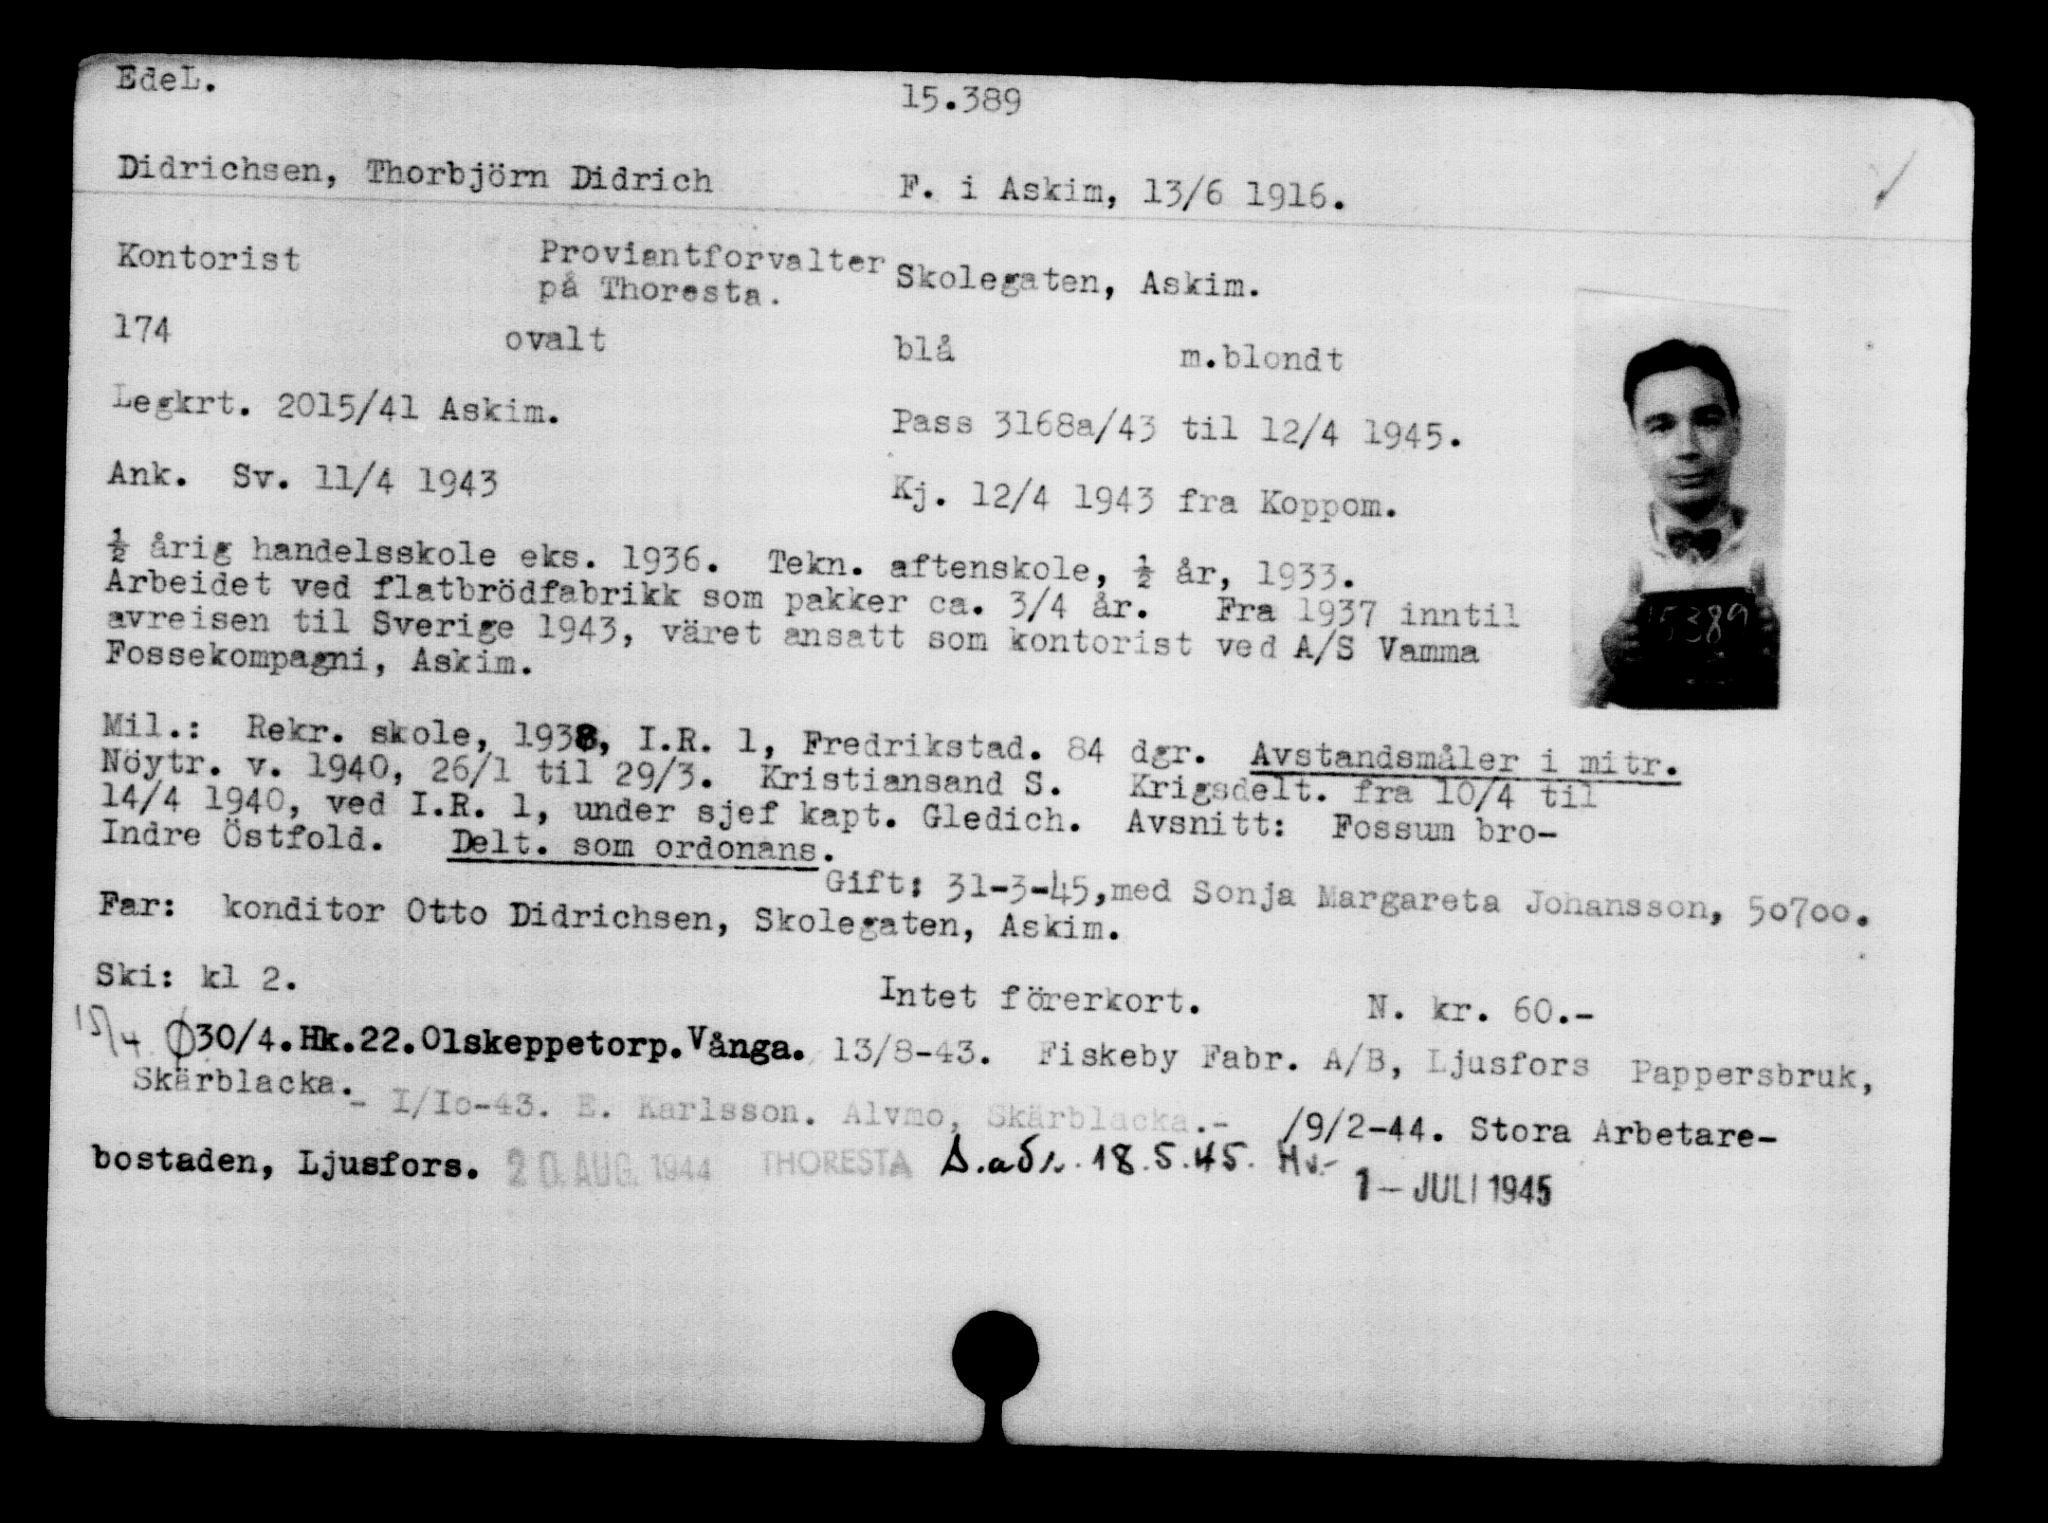 EdeL.
15.389
Didrichsen, Thorbjörn Didrich
F. i Askim, 13/6 1916.
Kontorist
Proviantforvalter
på Thoresta.
Skolegaten, Askim.
174
ovalt
blå
m.blondt
Legkrt. 2015/41 Askim.
Pass 3168a/43 til 12/4 1945.
Ank. Sv. 11/4 1943
Kj. 12/4 1943 fra Koppom.
½ årig handelsskole eks. 1936. Tekn. aftenskole, ½ år, 1933.
Arbeidet ved flatbrödfabrikk som pakker ca. 3/4 år. Fra 1937 inntil
avreisen til Sverige 1943, väret ansatt som kontorist ved A/S Vamma
Fossekompagni, Askim.
15389
Mil.: Rekr. skole, 1938, I.R. 1, Fredrikstad. 84 dgr. Avstandsmåler i mitr.
Nöytr. v. 1940, 26/1 til 29/3. Kristiansand S. Krigsdelt. fra 10/4 til
14/4 1940, ved I.R. 1, under sjef kapt. Gledich. Avsnitt: Fossum bro-
Indre Östfold. Delt. som ordonans.
Gift: 31-3-45, med Sonja Margareta Johansson, 50700.
Far: konditor Otto Didrichsen, Skolegaten, Askim.
Ski: kl 2.
Intet förerkort.
N. kr. 60.-
15/4 Ø30/4. Hk.22. Olskeppetorp. Vånga. 13/8-43. Fiskeby Fabr. A/B, Ljusfors Pappersbruk,
Skärblacka.- I/Io-43. E. Karlsson. Alvmo, Skärblacka.- /9/2-44. Stora Arbetare-
bostaden, Ljusfors. 20. AUG. 1944 THORESTA 18.5.45.
1 - JULI 1945